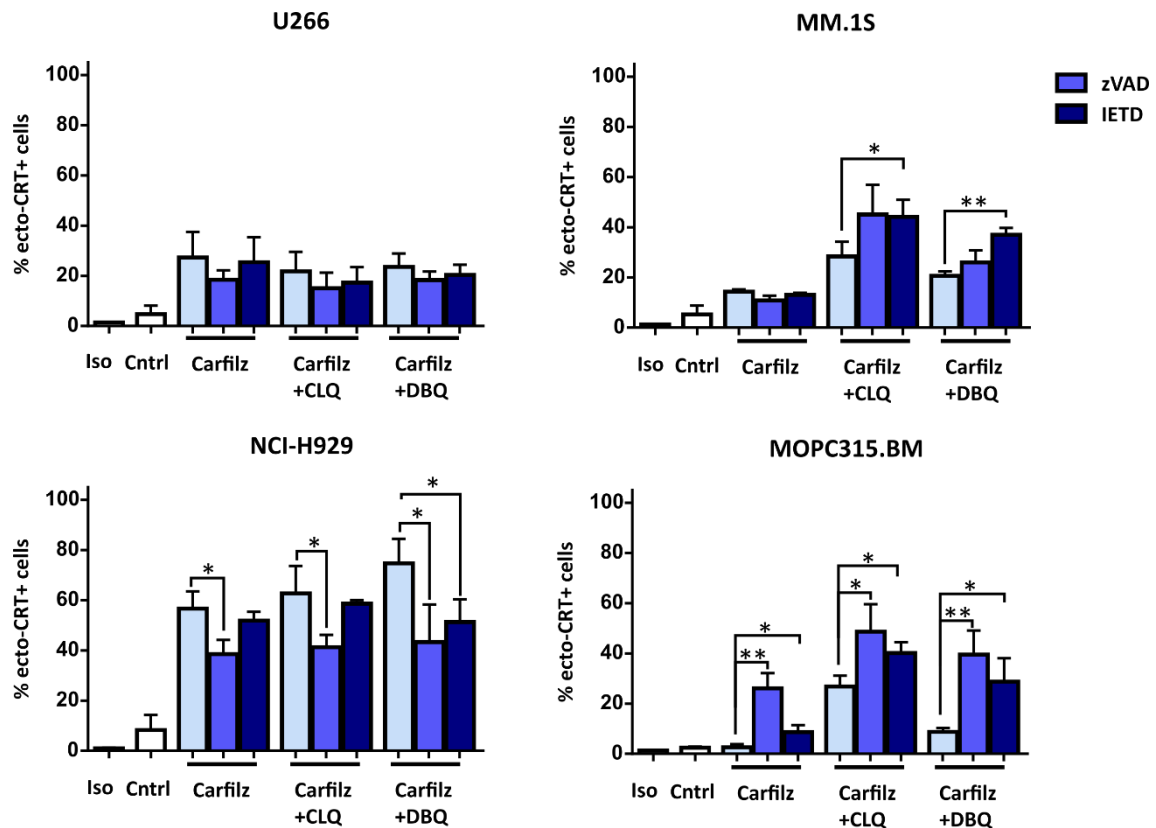 U266
% ecto-CRT+ cells
100
80
60
40
20
0
Iso Cntrl Carfilz Carfilz Carfilz
+CLQ +DBQ
MM.1S
% ecto-CRT+ cells
100
80
60
40
20
0
*
**
Iso Cntrl Carfilz Carfilz Carfilz
+CLQ +DBQ
zVAD
IETD
NCI-H929
% ecto-CRT+ cells
100
80
60
40
20
0
*
*
*
*
Iso Cntrl Carfilz Carfilz Carfilz
+CLQ +DBQ
MOPC315.BM
% ecto-CRT+ cells
100
80
60
40
20
0
*
**
*
*
*
**
Iso Cntrl Carfilz Carfilz Carfilz
+CLQ +DBQ